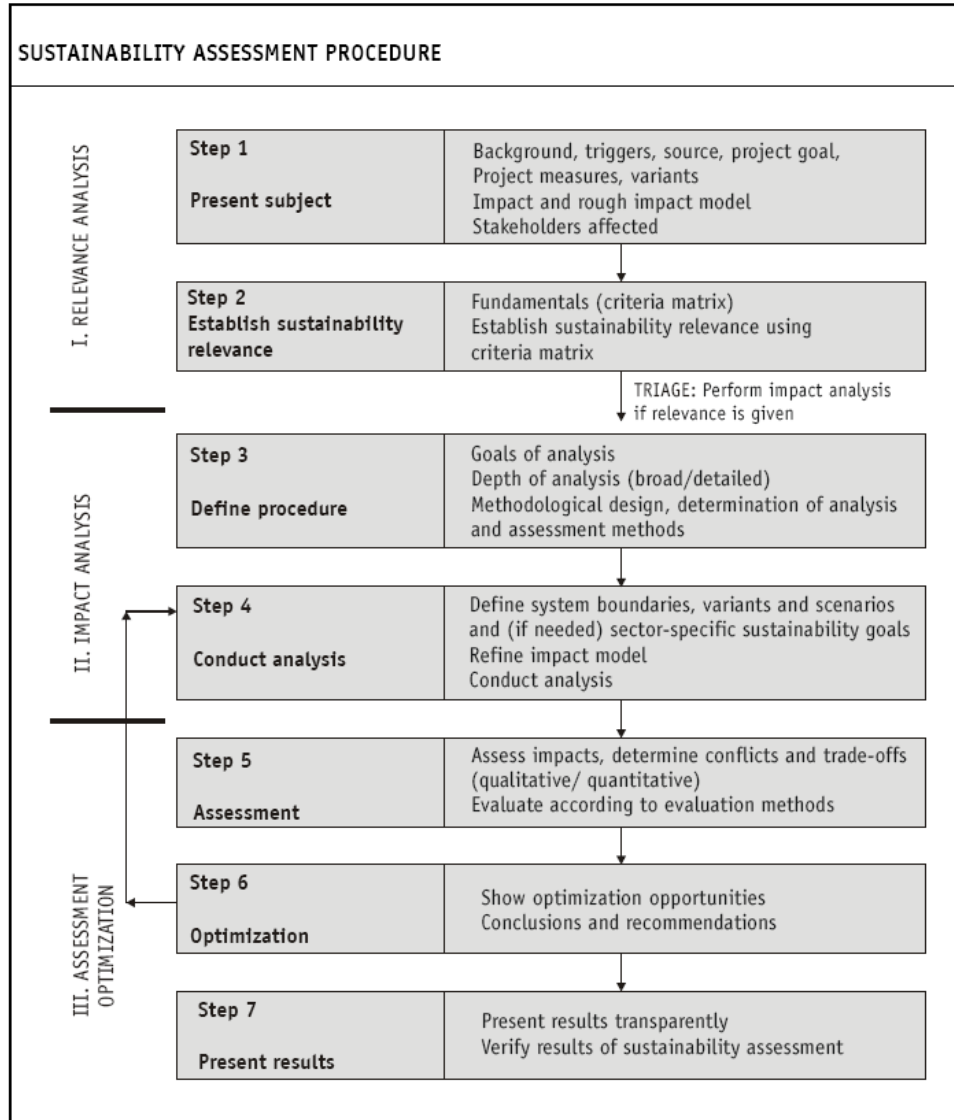 SUSTAINABILITY ASSESSMENT PROCEDURE
I. RELEVANCE ANALYSIS
Step 1
Present subject
Background, triggers, source, project goal,
Project measures, variants
Impact and rough impact model
Stakeholders affected
Step 2
Establish sustainability
relevance
Fundamentals (criteria matrix)
Establish sustainability relevance using
criteria matrix
TRIAGE: Perform impact analysis
if relevance is given
II. IMPACT ANALYSIS
Step 3
Define procedure
Goals of analysis
Depth of analysis (broad/detailed)
Methodological design, determination of analysis
and assessment methods
Step 4
Conduct analysis
Define system boundaries, variants and scenarios
and (if needed) sector-specific sustainability goals
Refine impact model
Conduct analysis
III. ASSESSMENT
OPTIMIZATION
Step 5
Assessment
Assess impacts, determine conflicts and trade-offs
(qualitative/ quantitative)
Evaluate according to evaluation methods
Step 6
Optimization
Show optimization opportunities
Conclusions and recommendations
Step 7
Present results
Present results transparently
Verify results of sustainability assessment